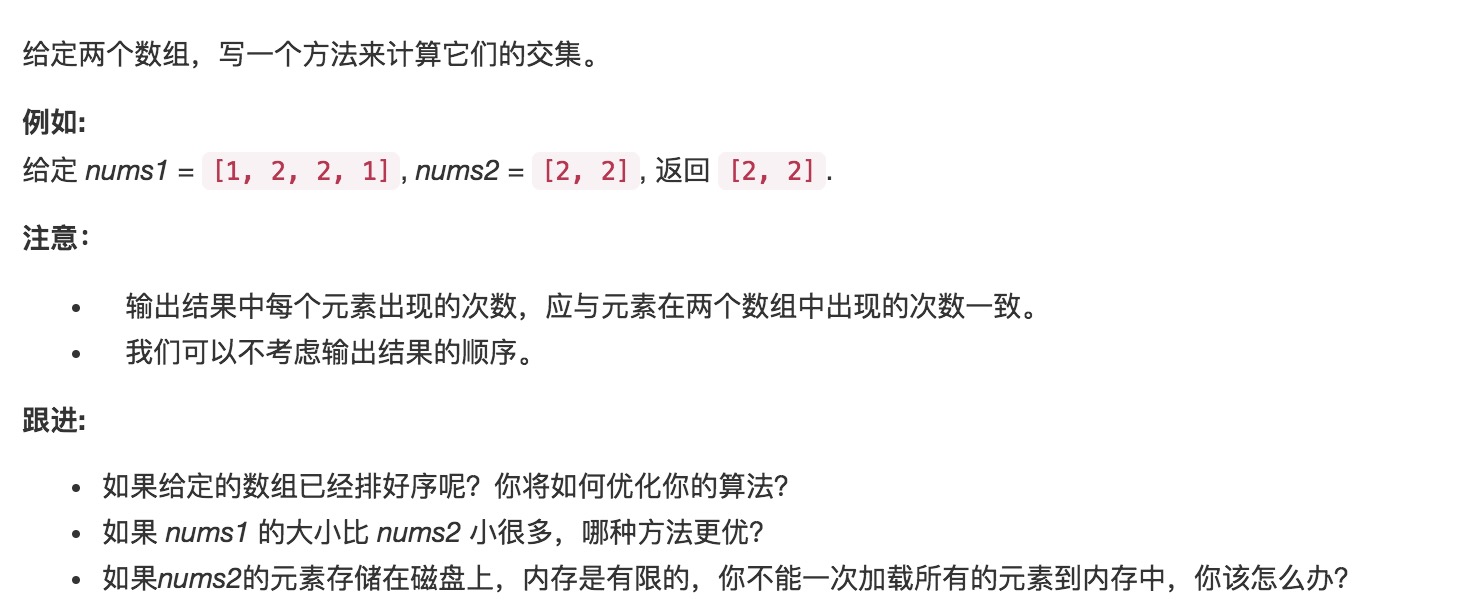 给定两个数组，写一个方法来计算它们的交集。
例如:
给定 nums1 = [1, 2, 2, 1], nums2 = [2, 2], 返回 [2, 2].
注意：
• 输出结果中每个元素出现的次数，应与元素在两个数组中出现的次数一致。
• 我们可以不考虑输出结果的顺序。
跟进:
• 如果给定的数组已经排好序呢？你将如何优化你的算法？
• 如果 nums1 的大小比 nums2 小很多，哪种方法更优？
• 如果nums2的元素存储在磁盘上，内存是有限的，你不能一次加载所有的元素到内存中，你该怎么办？